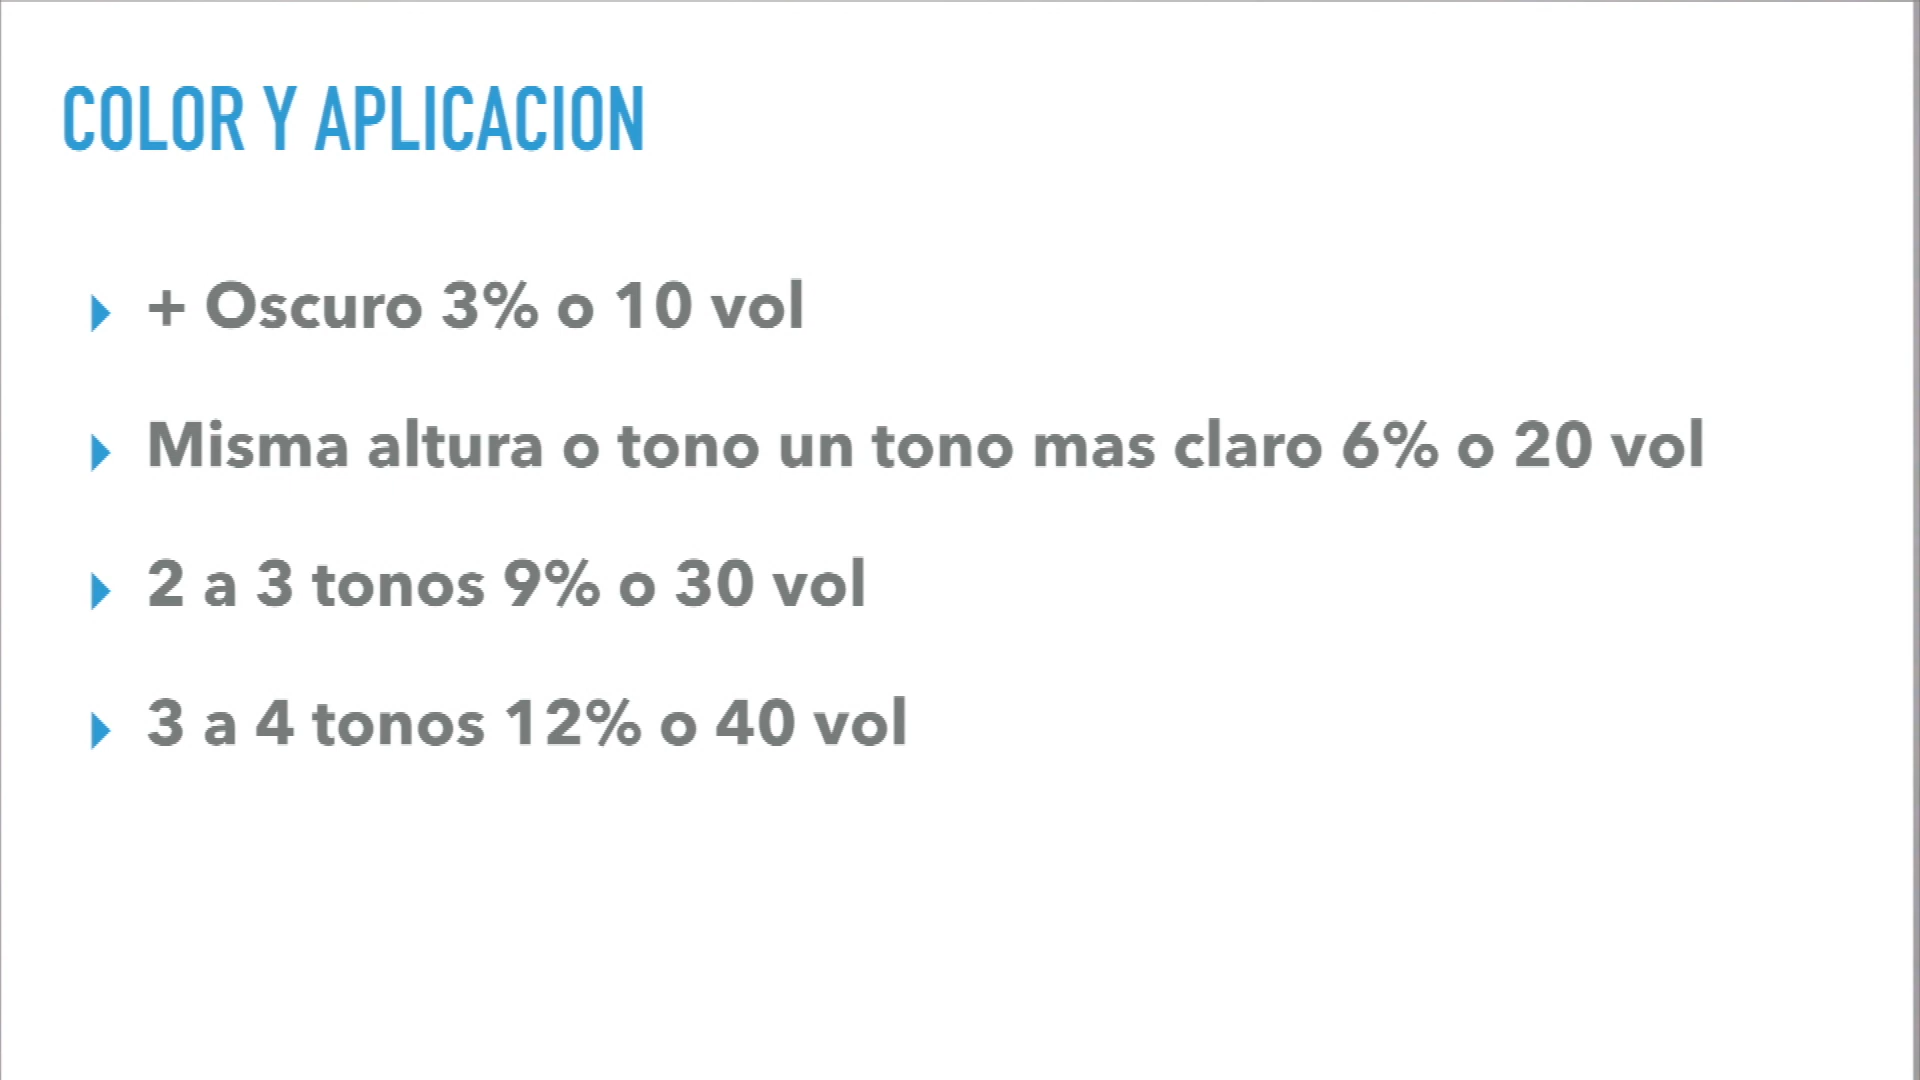 COLOR Y APLICACION
+ Oscuro 3% o 10 vol
Misma altura o tono un tono mas claro 6% o 20 vol
2 a 3 tonos 9% o 30 vol
3 a 4 tonos 12% o 40 vol